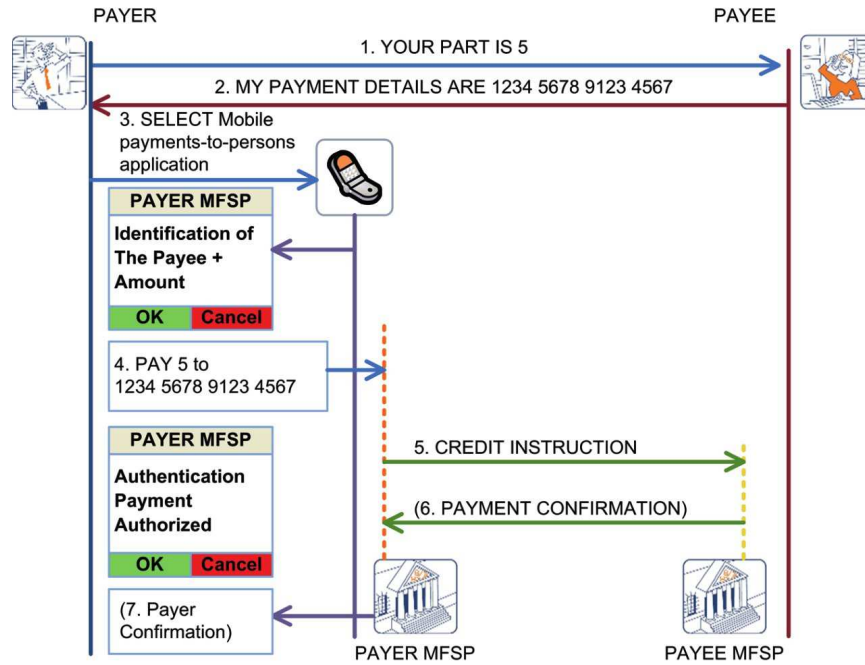 PAYER
PAYEE
1. YOUR PART IS 5
2. MY PAYMENT DETAILS ARE 1234 5678 9123 4567
3. SELECT Mobile
payments-to-persons
application
PAYER MFSP
Identification of
The Payee +
Amount
OK
Cancel
4. PAY 5 to
1234 5678 9123 4567
PAYER MFSP
Authentication
Payment
Authorized
OK
Cancel
5. CREDIT INSTRUCTION
(6. PAYMENT CONFIRMATION)
(7. Payer
Confirmation)
PAYER MFSP
PAYEE MFSP